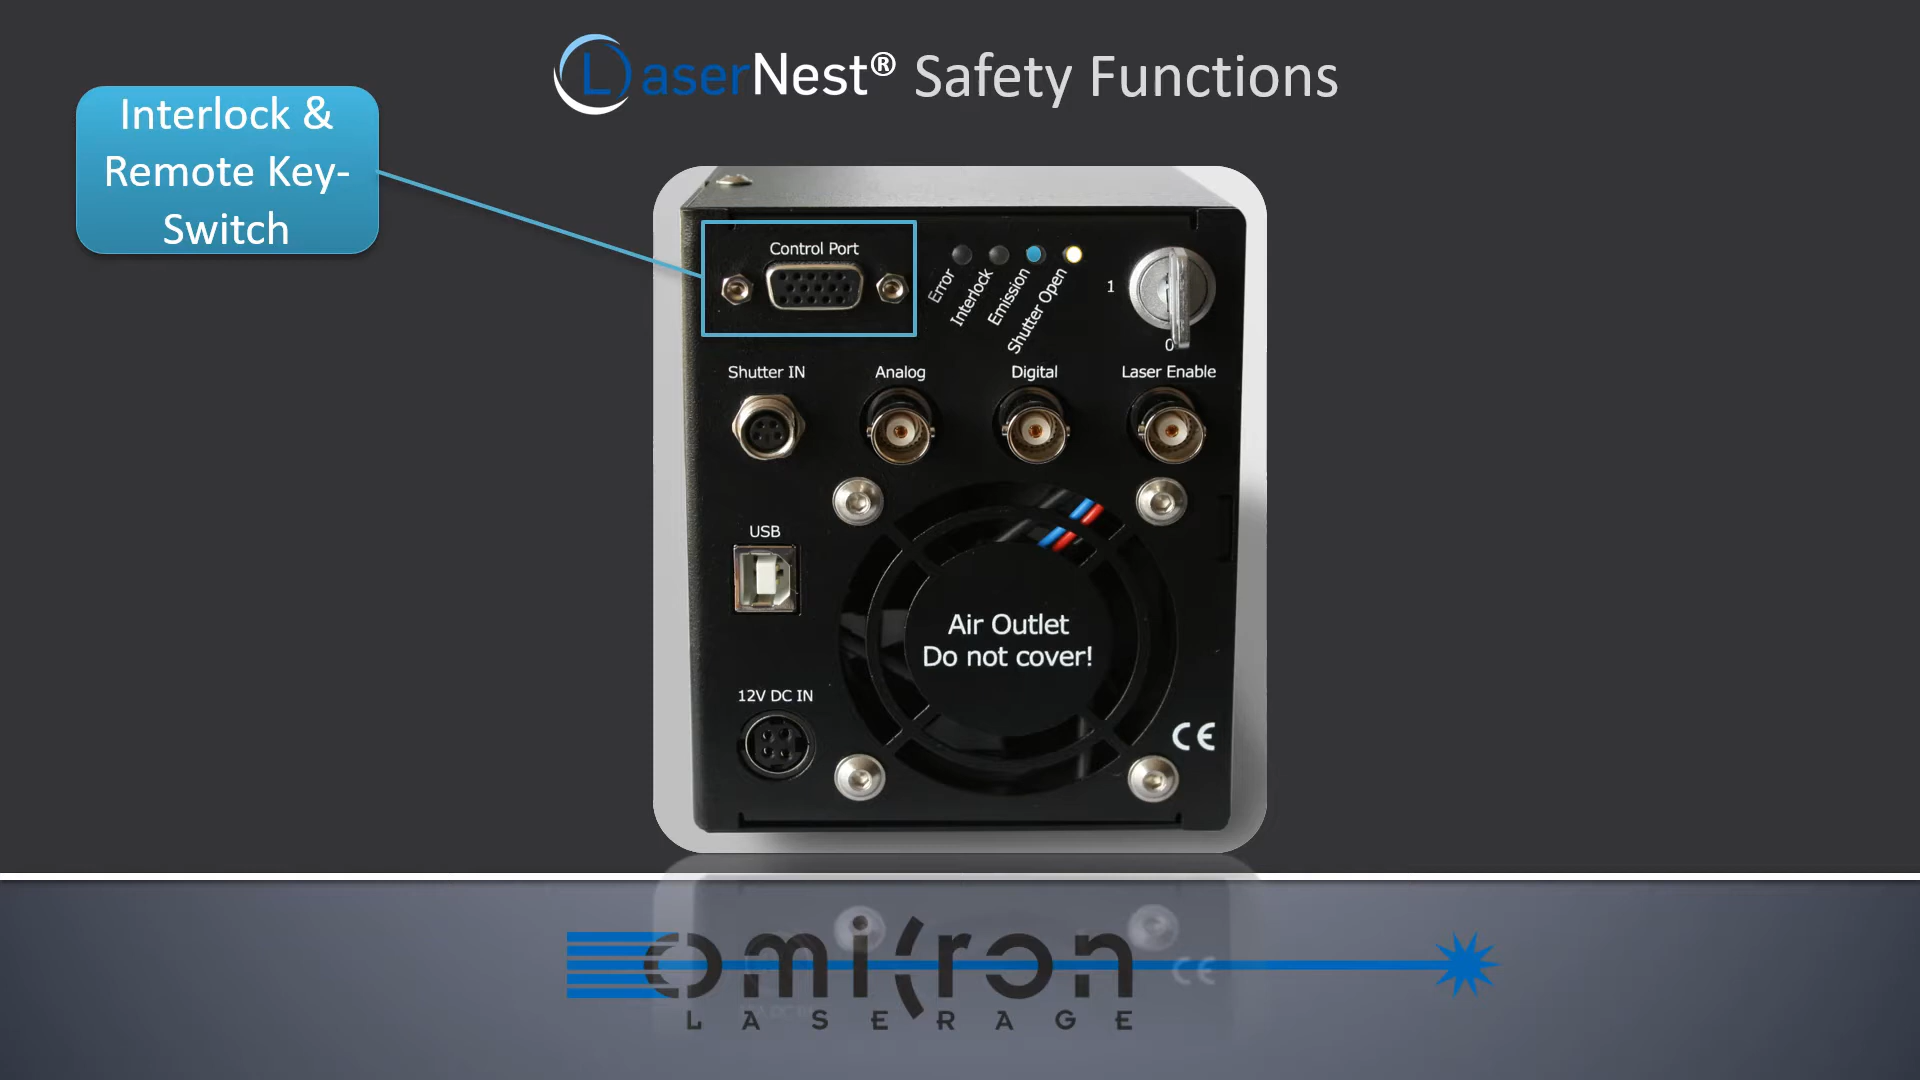 LaserNest® Safety Functions
Interlock &
Remote Key-
Switch
Control Port
Error
Interlock
Emission
Shutter Open
1
0
Shutter IN
Analog
Digital
Laser Enable
USB
Air Outlet
Do not cover!
12V DC IN
CE
omicron
LASERAGE